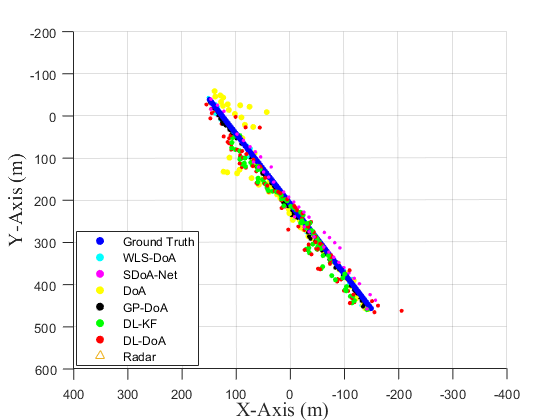 -200
-100
0
100
200
300
400
500
600
Y-Axis (m)
Ground Truth
WLS-DoA
SDoA-Net
DoA
GP-DoA
DL-KF
DL-DoA
Radar
400 300 200 100 0 -100 -200 -300 -400
X-Axis (m)